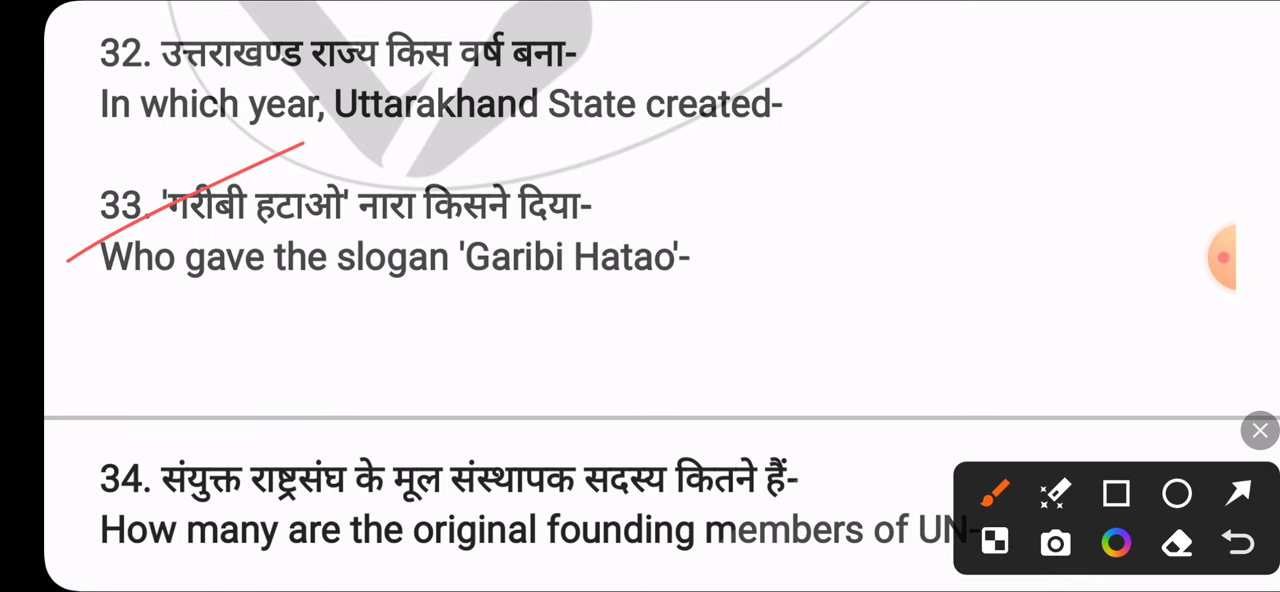 32. उत्तराखण्ड राज्य किस वर्ष बना-
In which year, Uttarakhand State created-
33. 'गरीबी हटाओ' नारा किसने दिया-
Who gave the slogan 'Garibi Hatao'-
34. संयुक्त राष्ट्रसंघ के मूल संस्थापक सदस्य कितने हैं-
How many are the original founding members of UN-